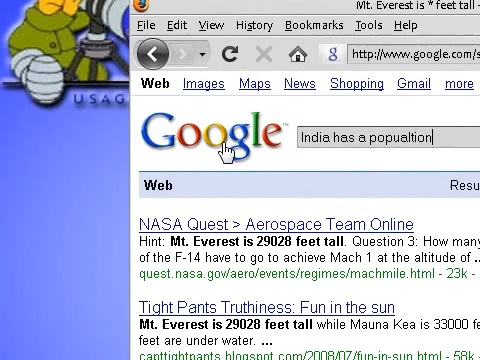 Mt. Everest is * feet tall -
File Edit View History Bookmarks Tools Help
http://www.google.com/s
Web Images Maps News Shopping Gmail more
Google™
India has a popualtion
Web Resu
NASA Quest > Aerospace Team Online
Hint: Mt. Everest is 29028 feet tall. Question 3: How many
of the F-14 have to go to achieve Mach 1 at the altitude of ..
quest.nasa.gov/aero/events/regimes/machmile.html - 23k -
Tight Pants Truthiness: Fun in the sun
Mt. Everest is 29028 feet tall while Mauna Kea is 33000 f
feet are under water. ...
capttightpants.blogspot.com/2008/07/fun-in-sun.html - 58k -
USAG